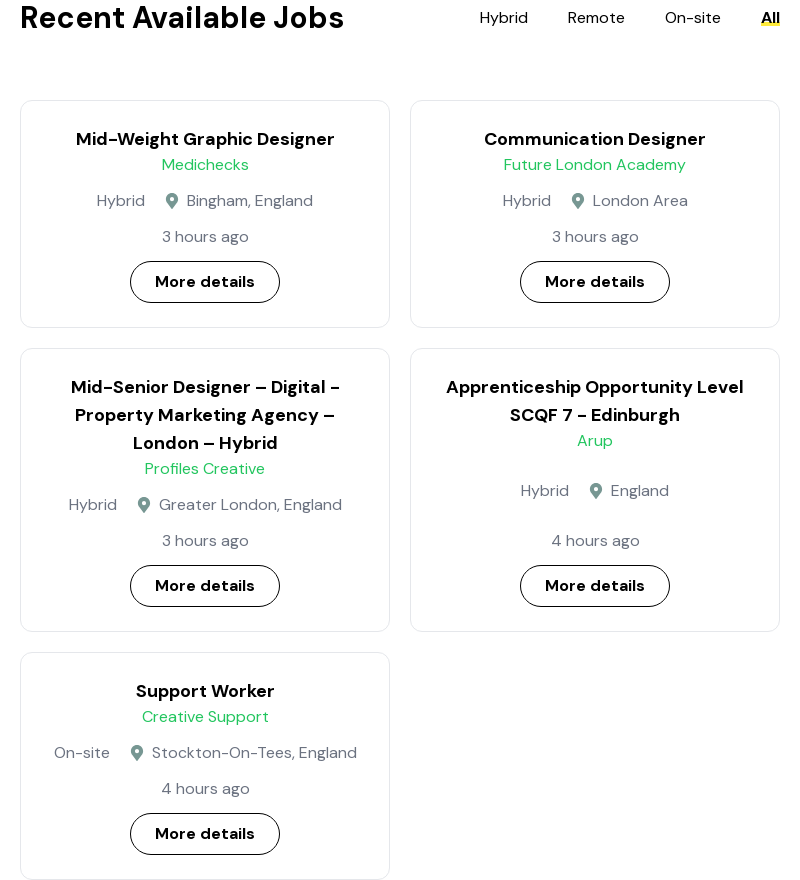 Recent Available Jobs
Hybrid Remote On-site All
Mid-Weight Graphic Designer
Medichecks
Hybrid Bingham, England
3 hours ago
More details
Communication Designer
Future London Academy
Hybrid London Area
3 hours ago
More details
Mid-Senior Designer – Digital -
Property Marketing Agency –
London – Hybrid
Profiles Creative
Hybrid Greater London, England
3 hours ago
More details
Apprenticeship Opportunity Level
SCQF 7 - Edinburgh
Arup
Hybrid England
4 hours ago
More details
Support Worker
Creative Support
On-site Stockton-On-Tees, England
4 hours ago
More details